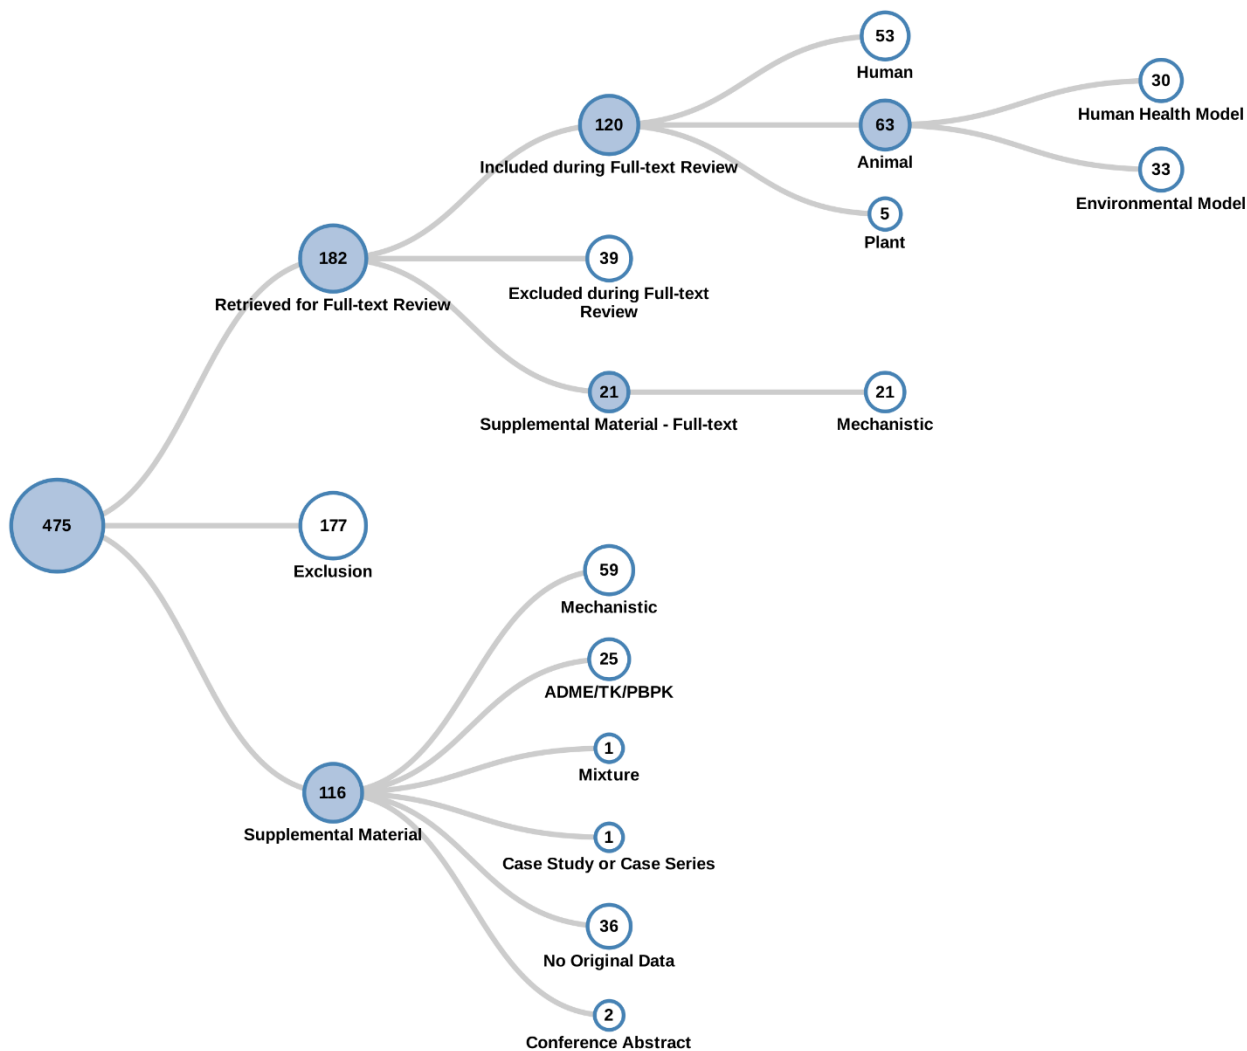 53
Human
30
Human Health Model
120
Included during Full-text Review
63
Animal
33
Environmental Model
5
Plant
182
Retrieved for Full-text Review
39
Excluded during Full-text
Review
21
Supplemental Material - Full-text
21
Mechanistic
475
177
Exclusion
59
Mechanistic
25
ADME/TK/PBPK
1
Mixture
116
Supplemental Material
1
Case Study or Case Series
36
No Original Data
2
Conference Abstract